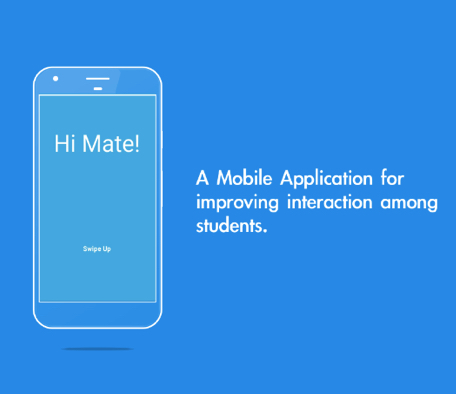 Hi Mate!
Swipe Up
A Mobile Application for
improving interaction among
students.